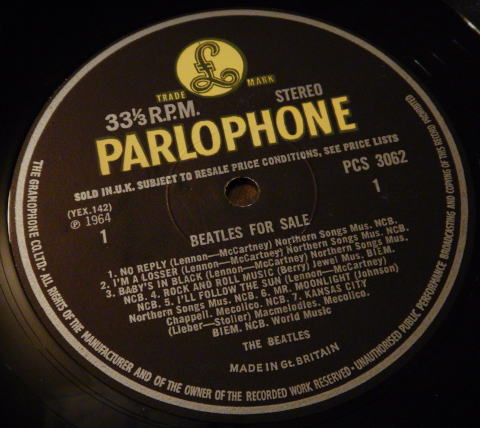 £
TRADE MARK
33⅓ R.P.M.
STEREO
PARLOPHONE
SOLD IN U.K. SUBJECT TO RESALE PRICE CONDITIONS, SEE PRICE LISTS
(YEX.142)
PCS 3062
℗ 1964
1
1
BEATLES FOR SALE
1. NO REPLY (Lennon—McCartney) Northern Songs Mus. NCB.
2. I'M A LOSER (Lennon—McCartney) Northern Songs Mus. NCB.
3. BABY'S IN BLACK (Lennon—McCartney) Northern Songs Mus.
NCB. 4. ROCK AND ROLL MUSIC (Berry) Jewel Mus. BIEM.
NCB. 5. I'LL FOLLOW THE SUN (Lennon—McCartney)
Northern Songs Mus. NCB. 6. MR. MOONLIGHT (Johnson)
Chappell. Mecolico. NCB. 7. KANSAS CITY
(Lieber—Stoller) Macmelodies. Mecolico.
BIEM. NCB. World Music
THE BEATLES
MADE IN Gt. BRITAIN
THE GRAMOPHONE CO. LTD. ALL RIGHTS OF THE MANUFACTURER AND OF THE OWNER OF THE RECORDED WORK RESERVED—UNAUTHORISED PUBLIC PERFORMANCE BROADCASTING AND COPYING OF THIS RECORD PROHIBITED